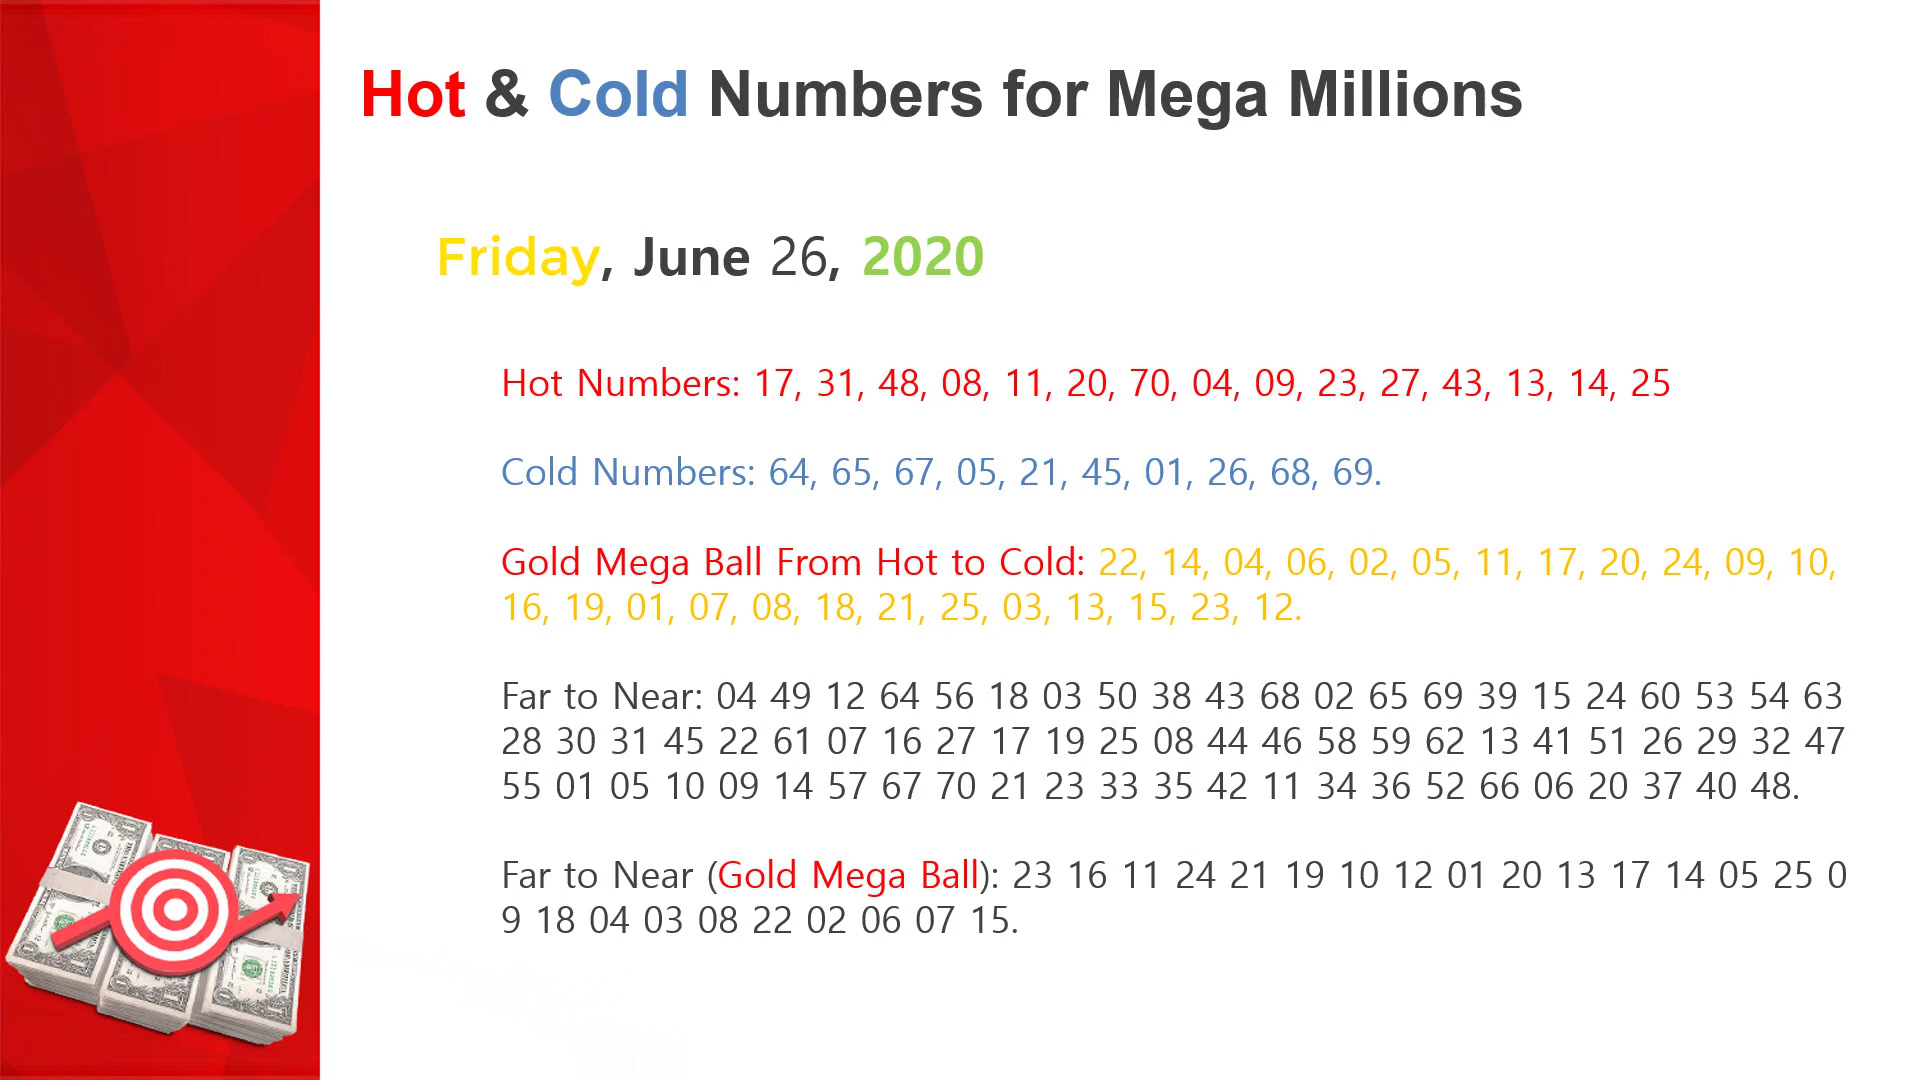 Hot & Cold Numbers for Mega Millions
Friday, June 26, 2020
Hot Numbers: 17, 31, 48, 08, 11, 20, 70, 04, 09, 23, 27, 43, 13, 14, 25
Cold Numbers: 64, 65, 67, 05, 21, 45, 01, 26, 68, 69.
Gold Mega Ball From Hot to Cold: 22, 14, 04, 06, 02, 05, 11, 17, 20, 24, 09, 10,
16, 19, 01, 07, 08, 18, 21, 25, 03, 13, 15, 23, 12.
Far to Near: 04 49 12 64 56 18 03 50 38 43 68 02 65 69 39 15 24 60 53 54 63
28 30 31 45 22 61 07 16 27 17 19 25 08 44 46 58 59 62 13 41 51 26 29 32 47
55 01 05 10 09 14 57 67 70 21 23 33 35 42 11 34 36 52 66 06 20 37 40 48.
Far to Near (Gold Mega Ball): 23 16 11 24 21 19 10 12 01 20 13 17 14 05 25 0
9 18 04 03 08 22 02 06 07 15.